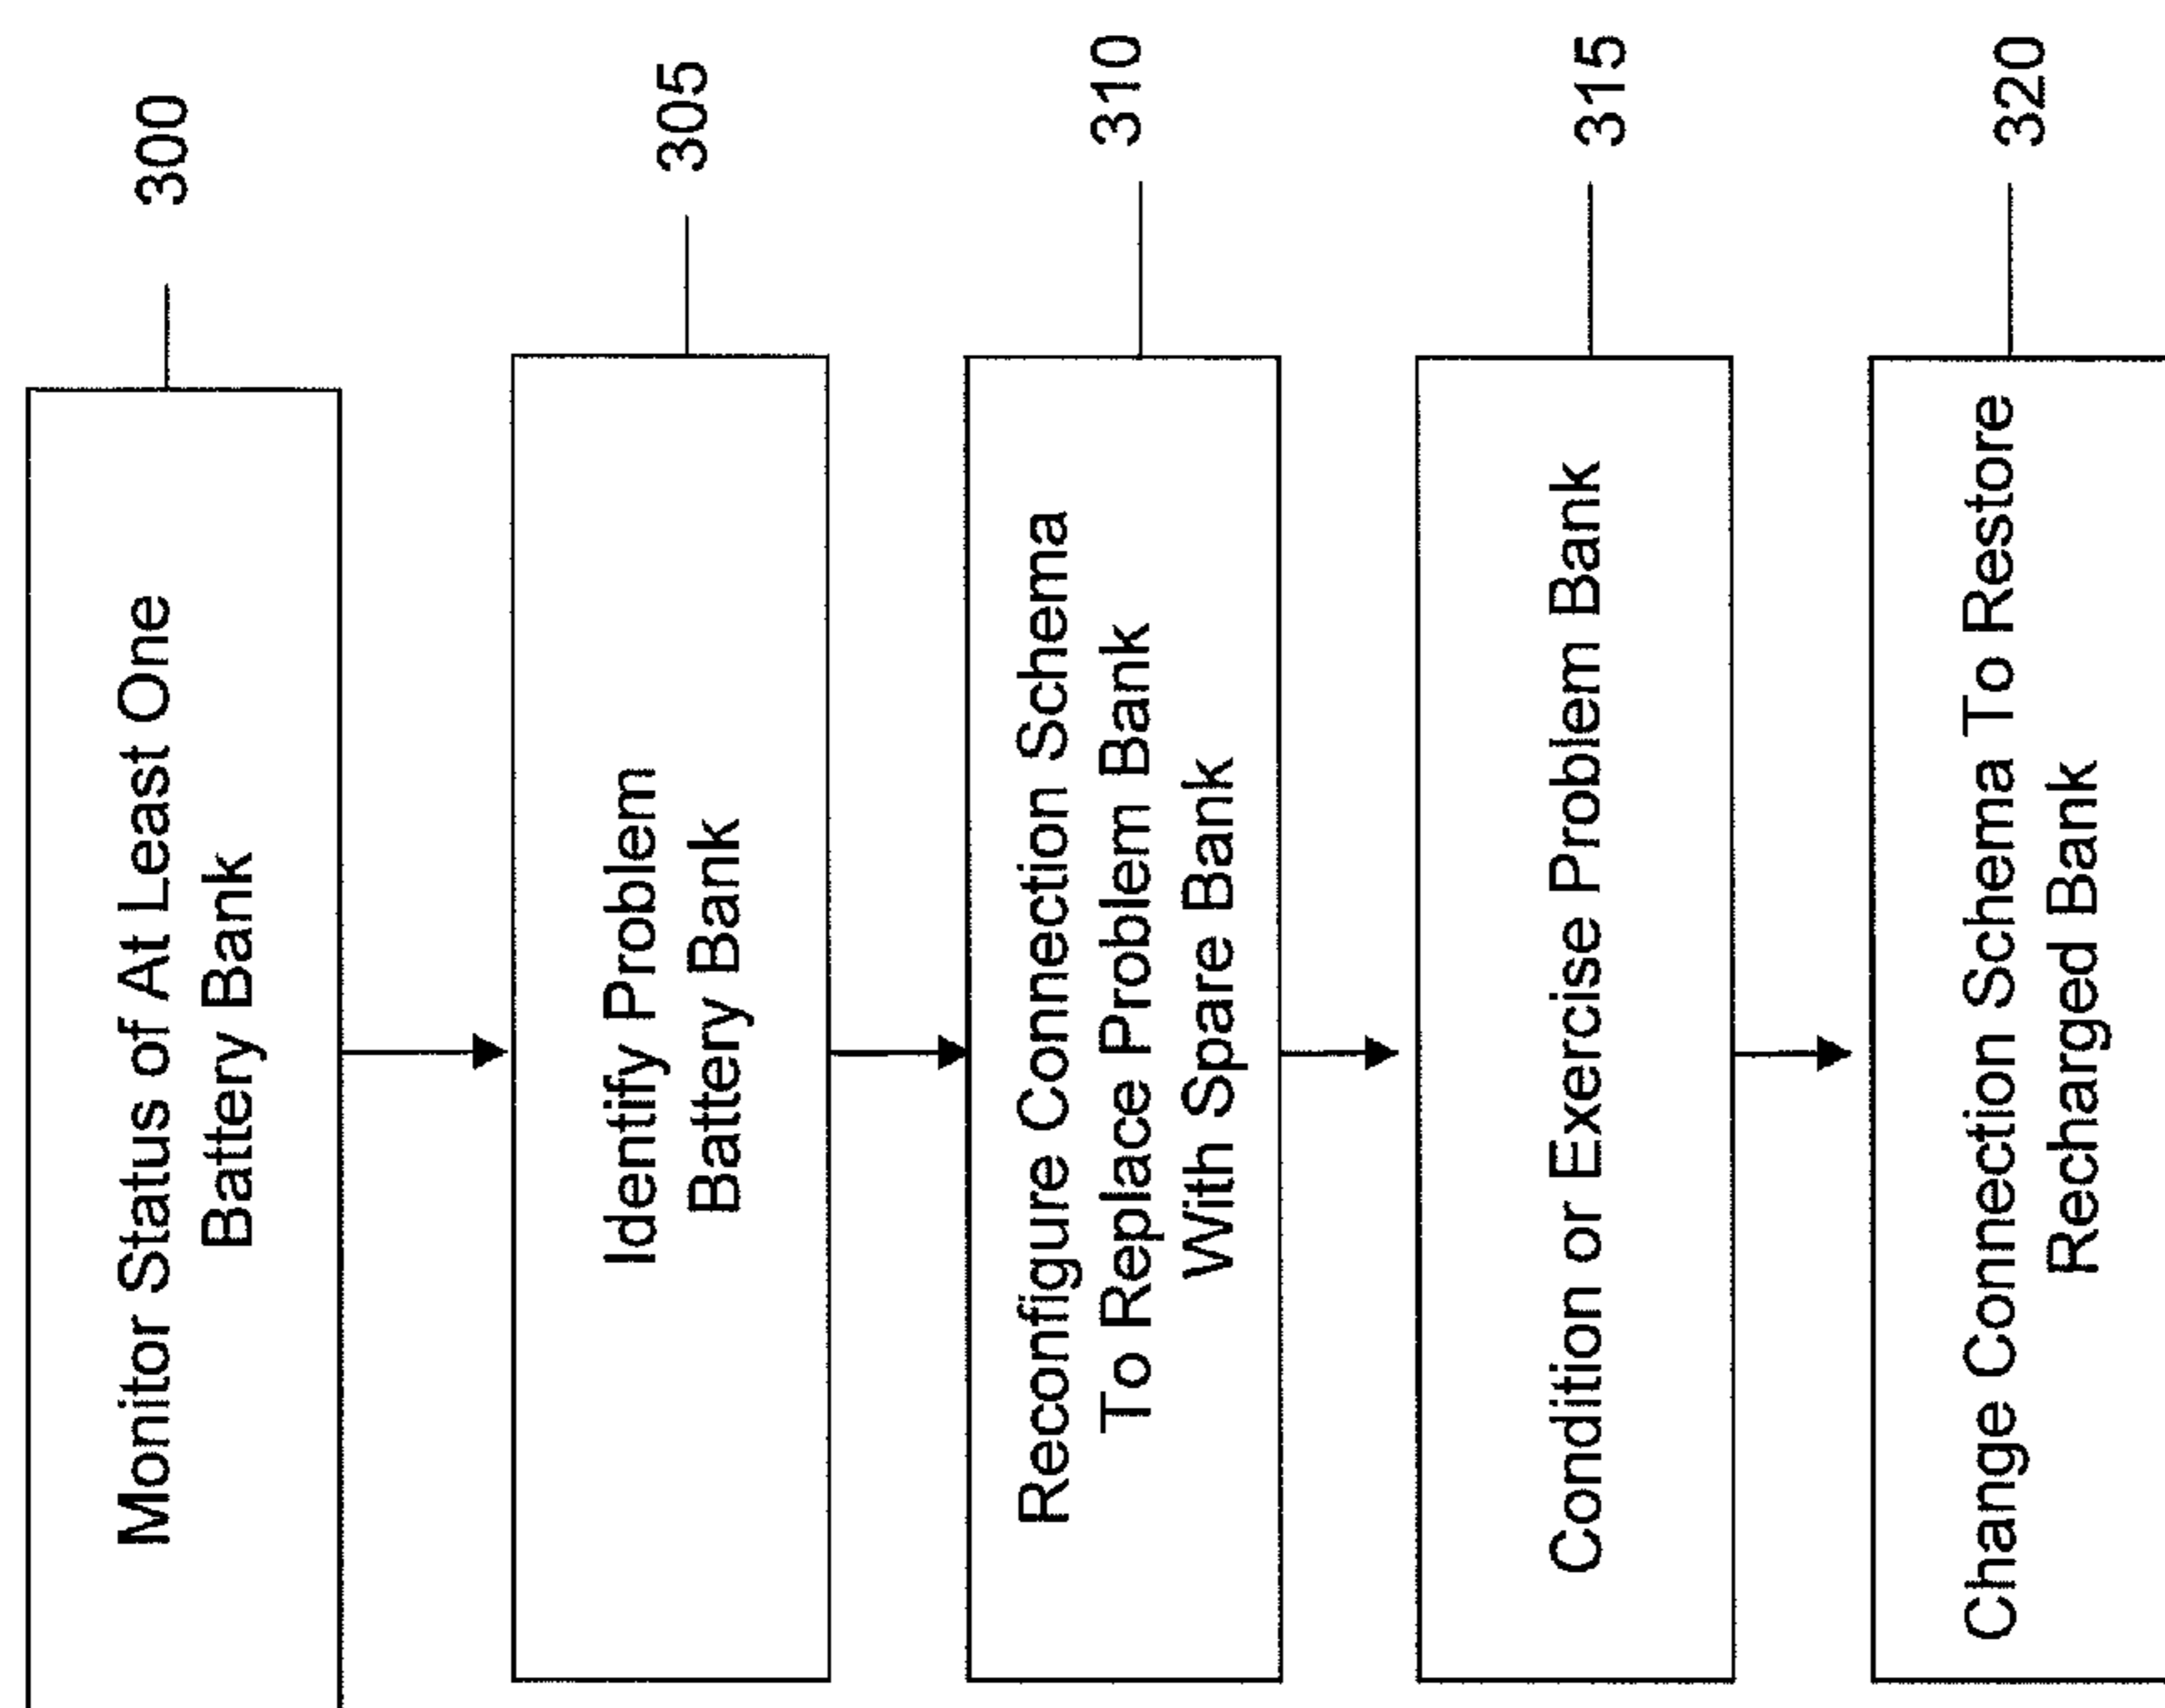 Monitor Status of At Least One
Battery Bank
300
Identify Problem
Battery Bank
305
Reconfigure Connection Schema
To Replace Problem Bank
With Spare Bank
310
Condition or Exercise Problem Bank
315
Change Connection Schema To Restore
Recharged Bank
320